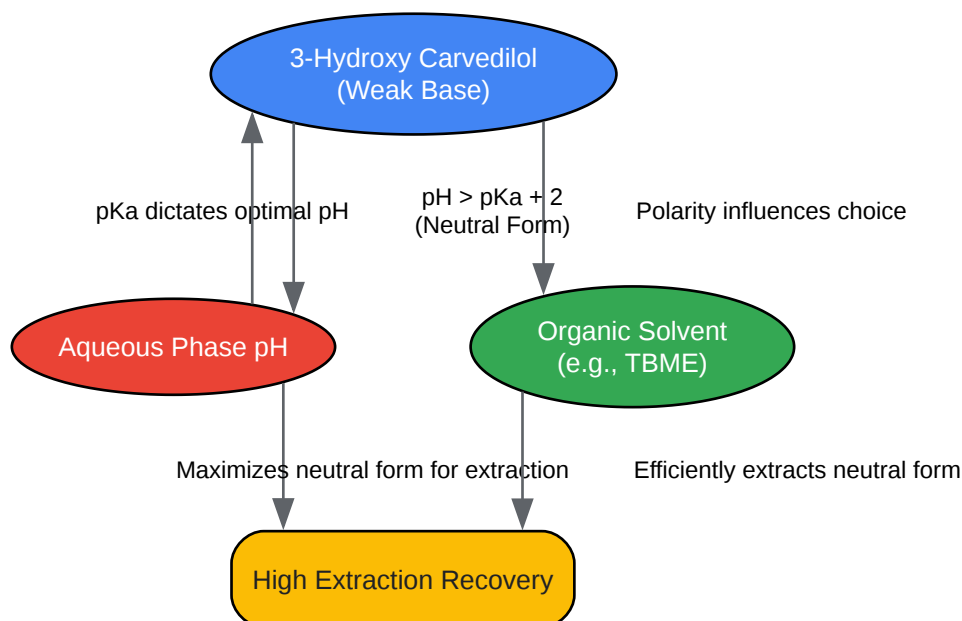 3-Hydroxy Carvedilol
(Weak Base)
pKa dictates optimal pH
pH > pKa + 2
(Neutral Form)
Polarity influences choice
Aqueous Phase pH
Organic Solvent
(e.g., TBME)
Maximizes neutral form for extraction
Efficiently extracts neutral form
High Extraction Recovery